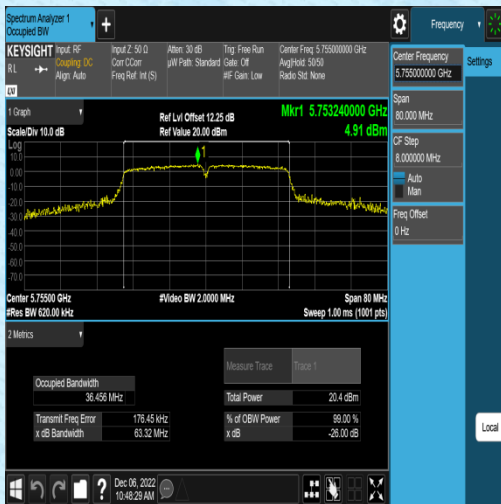 Spectrum Analyzer 1
Occupied BW
Frequency
KEYSIGHT
RL
LXI
Input: RF
Coupling: DC
Align: Auto
Input Z: 50 Ω
Corr CCorr
Freq Ref: Int (S)
Atten: 30 dB
µW Path: Standard
Trig: Free Run
Gate: Off
#IF Gain: Low
Center Freq: 5.755000000 GHz
Avg|Hold: 50/50
Radio Std: None
Center Frequency
5.755000000 GHz
Settings
Span
80.000 MHz
CF Step
8.000000 MHz
Auto
Man
Freq Offset
0 Hz
Local
1 Graph
Scale/Div 10.0 dB
Ref Lvl Offset 12.25 dB
Ref Value 20.00 dBm
Mkr1 5.753240000 GHz
4.91 dBm
Log
10.0
0.00
-10.0
-20.0
-30.0
-40.0
-50.0
-60.0
-70.0
1
Center 5.75500 GHz
#Res BW 620.00 kHz
#Video BW 2.0000 MHz
Span 80 MHz
Sweep 1.00 ms (1001 pts)
2 Metrics
Measure Trace
Trace 1
Occupied Bandwidth
36.456 MHz
Total Power
20.4 dBm
Transmit Freq Error
176.45 kHz
% of OBW Power
99.00 %
x dB Bandwidth
63.32 MHz
x dB
-26.00 dB
?
Dec 06, 2022
10:48:29 AM